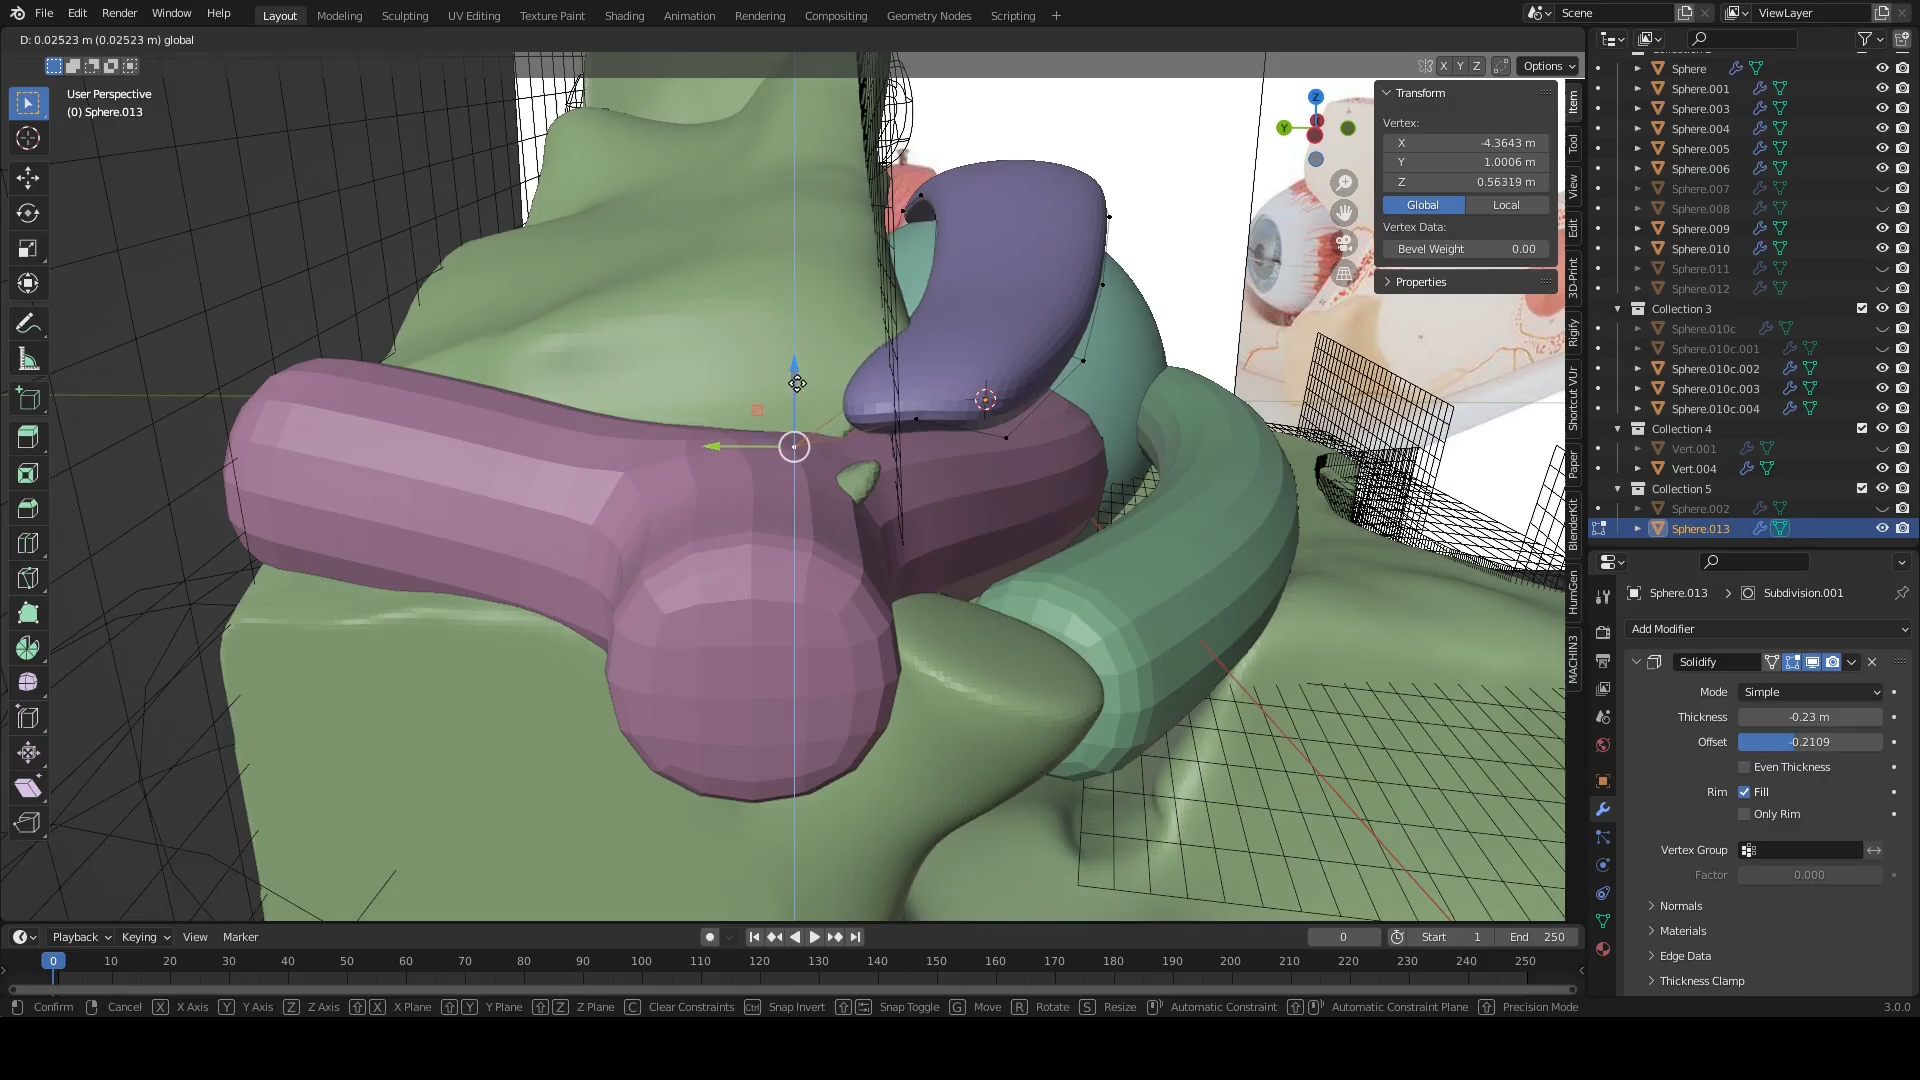 File Edit Render Window Help Layout Modeling Sculpting UV Editing Texture Paint Shading Animation Rendering Compositing Geometry Nodes Scripting + Scene ViewLayer
D: 0.02523 m (0.02523 m) global
X Y Z Options
User Perspective
(0) Sphere.013
Transform
Vertex:
X -4.3643 m
Y 1.0006 m
Z 0.56319 m
Global Local
Vertex Data:
Bevel Weight 0.00
Properties
Z
Y
Item
Tool
View
Edit
3D-Print
Rigify
Shortcut VUr
Paper
BlenderKit
HumGen
MACHIN3
Sphere
Sphere.001
Sphere.003
Sphere.004
Sphere.005
Sphere.006
Sphere.007
Sphere.008
Sphere.009
Sphere.010
Sphere.011
Sphere.012
Collection 3
Sphere.010c
Sphere.010c.001
Sphere.010c.002
Sphere.010c.003
Sphere.010c.004
Collection 4
Vert.001
Vert.004
Collection 5
Sphere.002
Sphere.013
Sphere.013 > Subdivision.001
Add Modifier
Solidify
Mode Simple
Thickness -0.23 m
Offset -0.2109
Even Thickness
Rim Fill
Only Rim
Vertex Group
Factor 0.000
Normals
Materials
Edge Data
Thickness Clamp
Playback Keying View Marker 0 Start 1 End 250
0 10 20 30 40 50 60 70 80 90 100 110 120 130 140 150 160 170 180 190 200 210 220 230 240 250
Confirm Cancel X X Axis Y Y Axis Z Z Axis X X Plane Y Y Plane Z Z Plane C Clear Constraints Ctrl Snap Invert Snap Toggle G Move R Rotate S Resize Automatic Constraint Automatic Constraint Plane Precision Mode 3.0.0